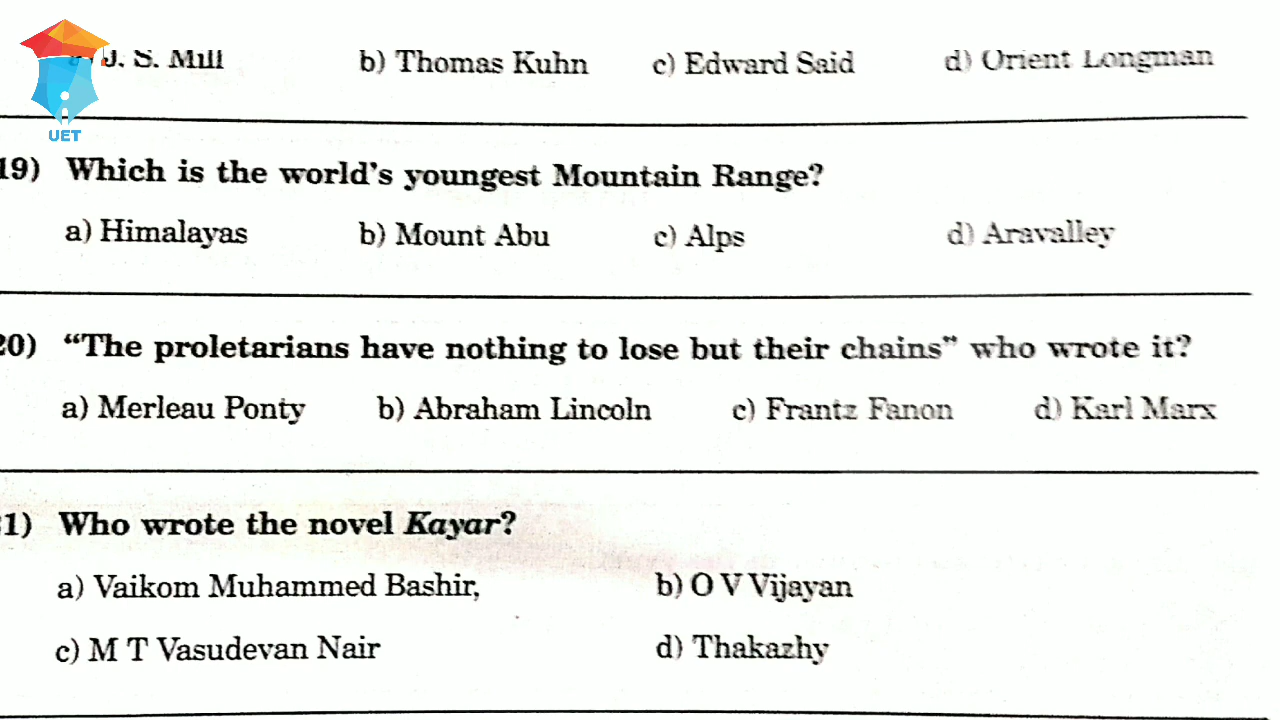 J. S. Mill b) Thomas Kuhn c) Edward Said d) Orient Longman
UET
19) Which is the world's youngest Mountain Range?
a) Himalayas b) Mount Abu c) Alps d) Aravalley
20) “The proletarians have nothing to lose but their chains” who wrote it?
a) Merleau Ponty b) Abraham Lincoln c) Frantz Fanon d) Karl Marx
1) Who wrote the novel Kayar?
a) Vaikom Muhammed Bashir, b) O V Vijayan
c) M T Vasudevan Nair d) Thakazhy